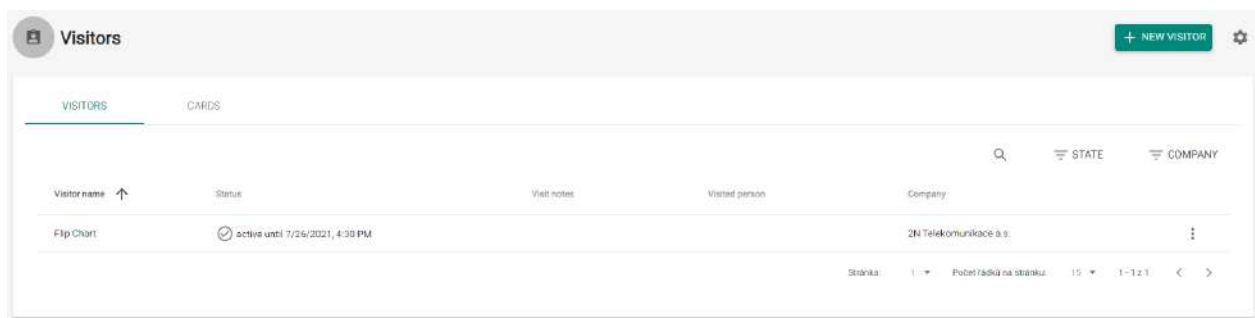 Visitors
+ NEW VISITOR
VISITORS CARDS
STATE COMPANY
Visitor name Status Visit notes Visited person Company
Flip Chart active until 7/26/2021, 4:30 PM 2N Telekomunikace a.s.
Stránka: 1 Počet řádků na stránku: 15 1-1 z 1